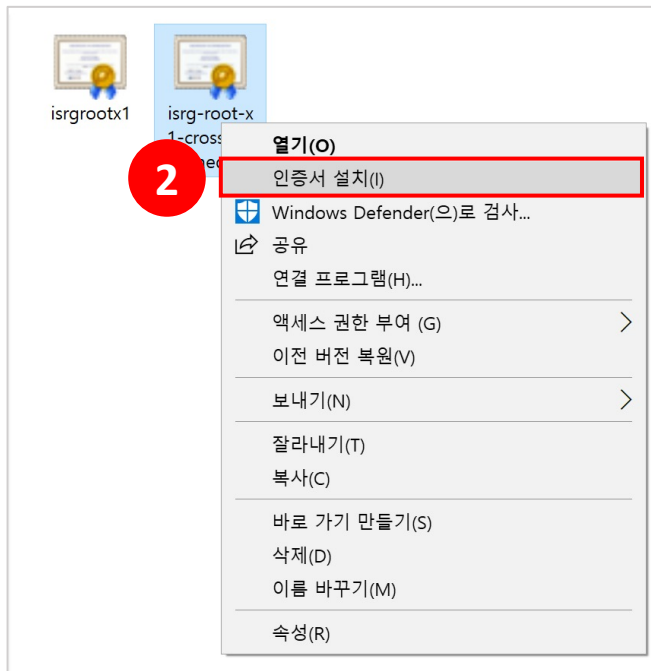 isrgrootx1
isrg-root-x
1-cross
2
열기(O)
인증서 설치(I)
Windows Defender(으)로 검사...
공유
연결 프로그램(H)...
액세스 권한 부여 (G)
이전 버전 복원(V)
보내기(N)
잘라내기(T)
복사(C)
바로 가기 만들기(S)
삭제(D)
이름 바꾸기(M)
속성(R)